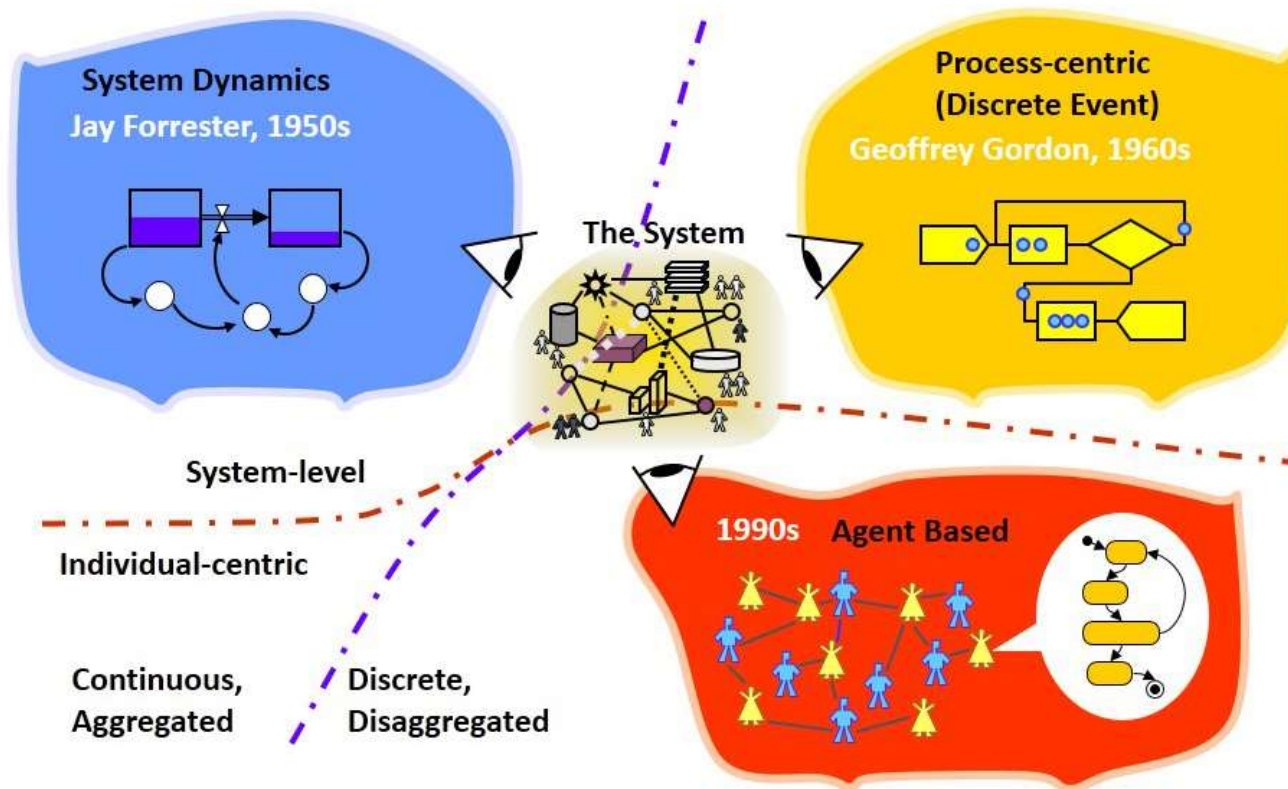 System Dynamics
Jay Forrester, 1950s
Process-centric
(Discrete Event)
Geoffrey Gordon, 1960s
The System
System-level
Individual-centric
1990s Agent Based
Continuous,
Aggregated
Discrete,
Disaggregated